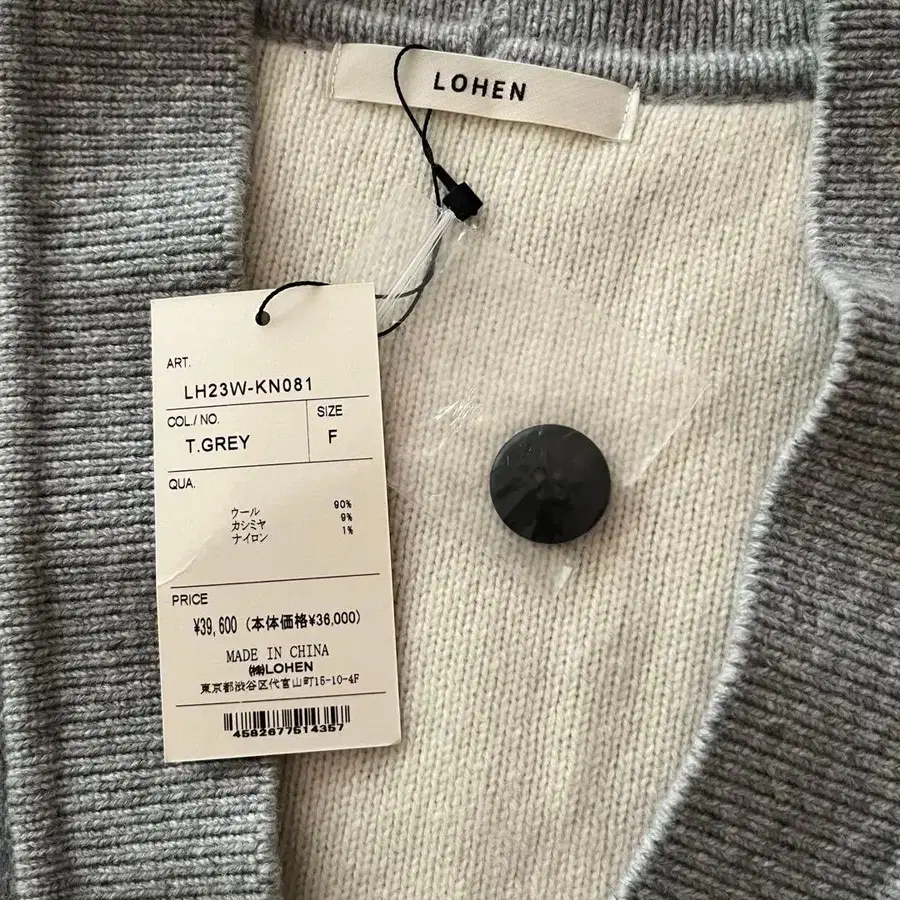 LOHEN
ART.
LH23W-KN081
COL./NO.
SIZE
T.GREY
F
QUA.
ウール 90%
カシミヤ 9%
ナイロン 1%
PRICE
¥39,600 (本体価格¥36,000)
MADE IN CHINA
㈱LOHEN
東京都渋谷区代官山町15-10-4F
4582677514357